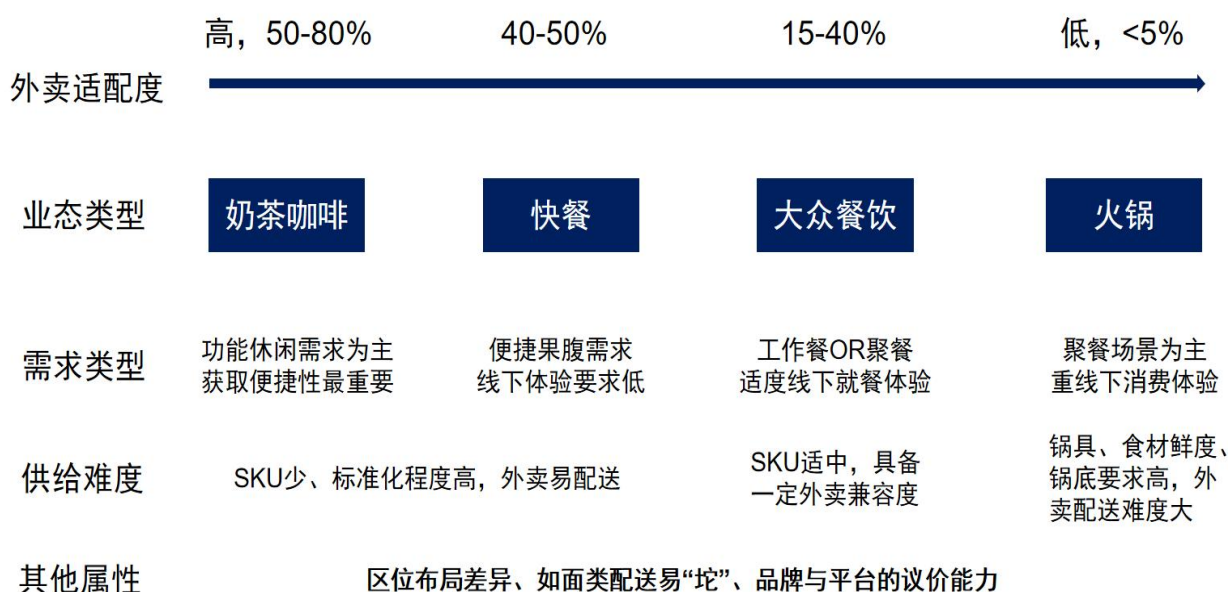 高，50-80%
40-50%
15-40%
低，<5%
外卖适配度
业态类型
奶茶咖啡
快餐
大众餐饮
火锅
需求类型
功能休闲需求为主
获取便捷性最重要
便捷果腹需求
线下体验要求低
工作餐OR聚餐
适度线下就餐体验
聚餐场景为主
重线下消费体验
供给难度
SKU少、标准化程度高，外卖易配送
SKU适中，具备
一定外卖兼容度
锅具、食材鲜度、
锅底要求高，外
卖配送难度大
其他属性
区位布局差异、如面类配送易“坨”、品牌与平台的议价能力